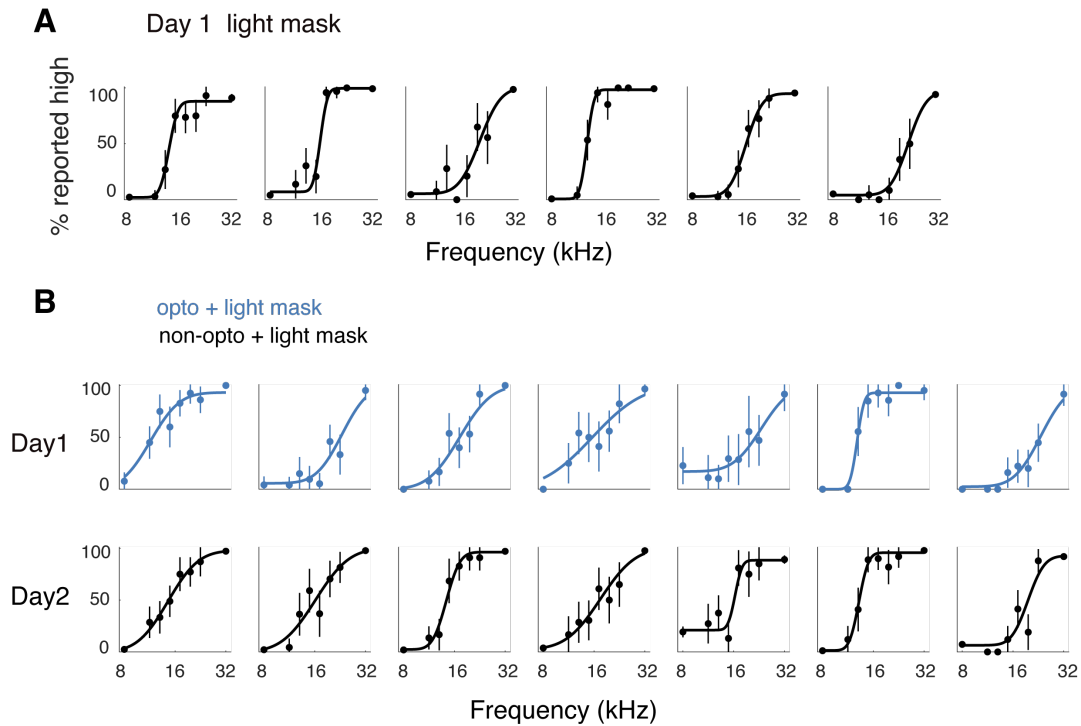 A
Day 1 light mask
% reported high
100
50
0
8 16 32 8 16 32 8 16 32 8 16 32 8 16 32 8 16 32
Frequency (kHz)
B
opto + light mask
non-opto + light mask
Day1
100
50
0
Day2
100
50
0
8 16 32 8 16 32 8 16 32 8 16 32 8 16 32 8 16 32 8 16 32
Frequency (kHz)